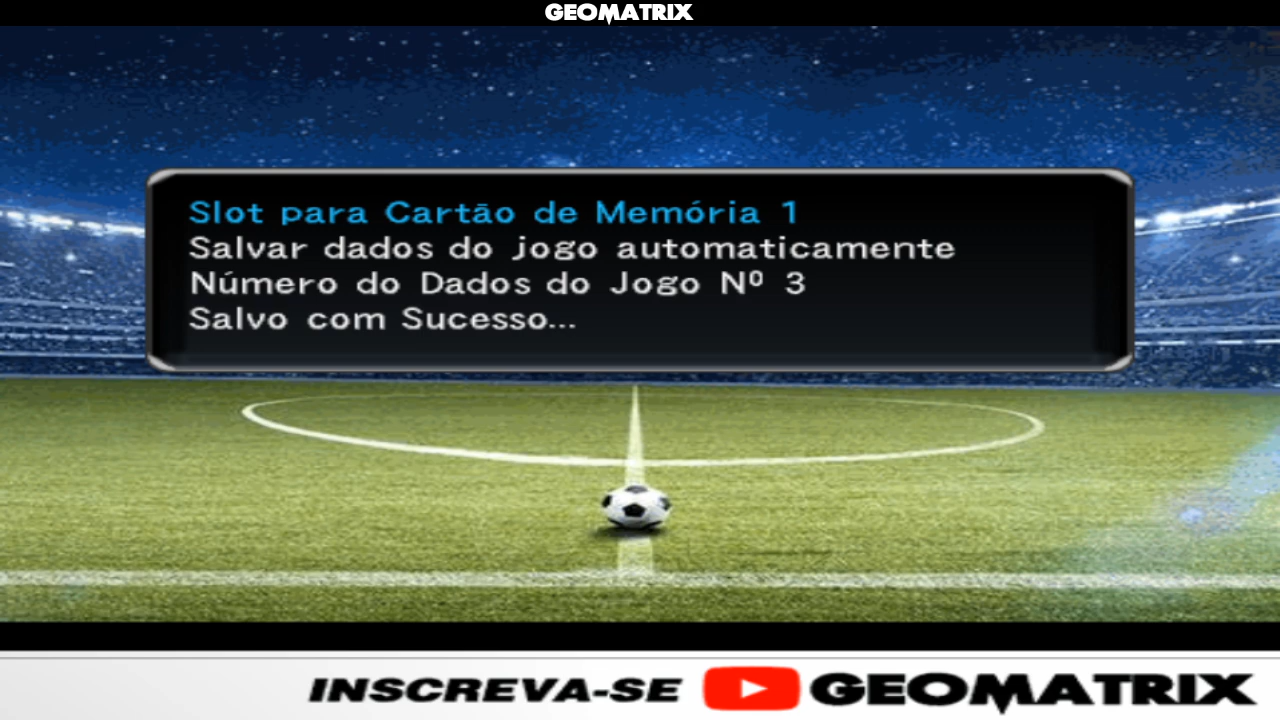 GEOMATRIX
Slot para Cartão de Memória 1
Salvar dados do jogo automaticamente
Número do Dados do Jogo Nº 3
Salvo com Sucesso...
INSCREVA-SE GEOMATRIX